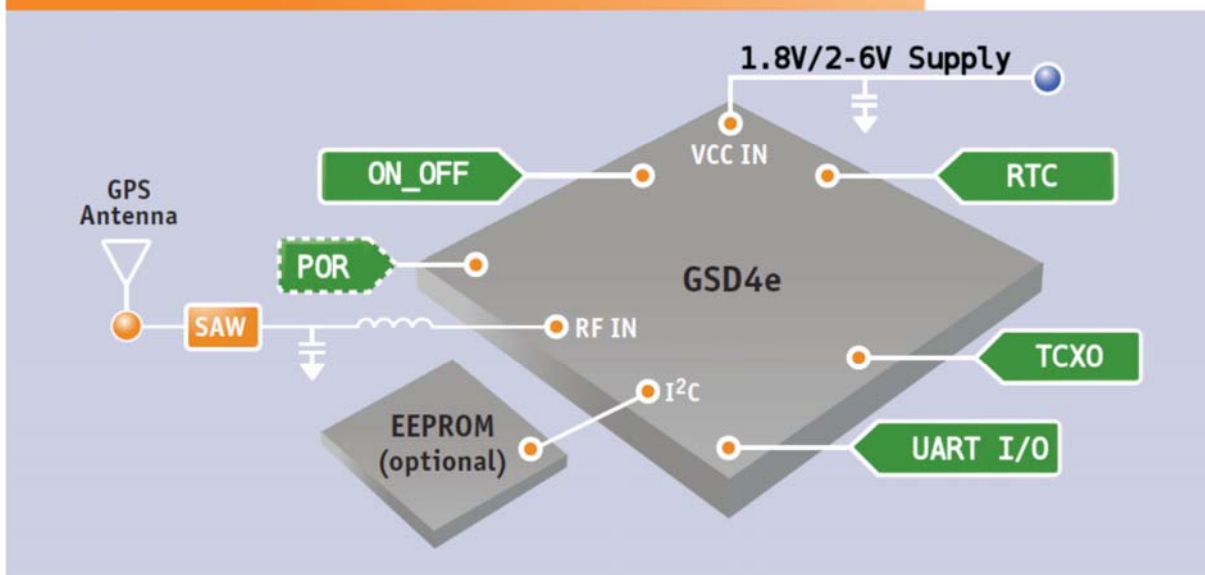 1.8V/2-6V Supply
VCC IN
ON_OFF
RTC
GPS
Antenna
POR
GSD4e
SAW
RF IN
TCXO
I²C
EEPROM
(optional)
UART I/O